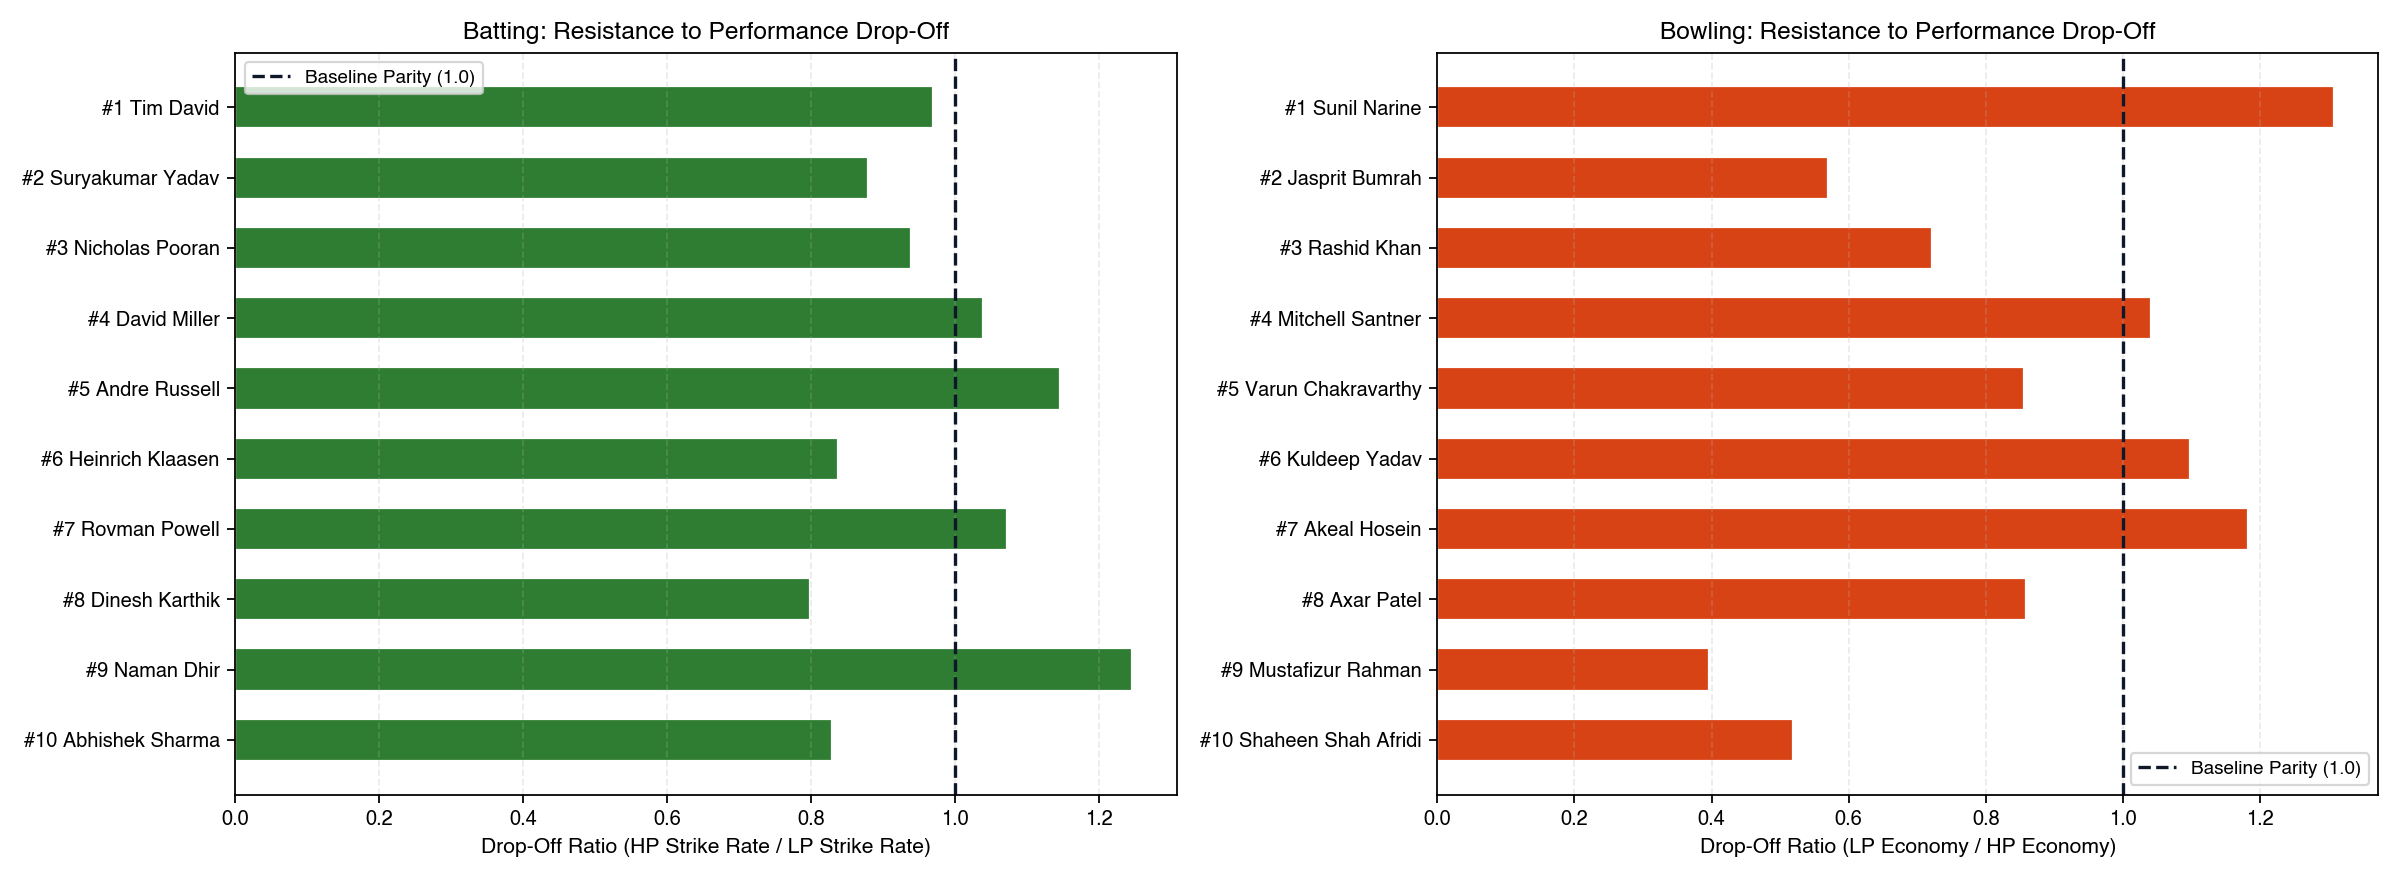 Batting: Resistance to Performance Drop-Off
Baseline Parity (1.0)
#1 Tim David
#2 Suryakumar Yadav
#3 Nicholas Pooran
#4 David Miller
#5 Andre Russell
#6 Heinrich Klaasen
#7 Rovman Powell
#8 Dinesh Karthik
#9 Naman Dhir
#10 Abhishek Sharma
0.0 0.2 0.4 0.6 0.8 1.0 1.2
Drop-Off Ratio (HP Strike Rate / LP Strike Rate)
Bowling: Resistance to Performance Drop-Off
#1 Sunil Narine
#2 Jasprit Bumrah
#3 Rashid Khan
#4 Mitchell Santner
#5 Varun Chakravarthy
#6 Kuldeep Yadav
#7 Akeal Hosein
#8 Axar Patel
#9 Mustafizur Rahman
#10 Shaheen Shah Afridi
Baseline Parity (1.0)
0.0 0.2 0.4 0.6 0.8 1.0 1.2
Drop-Off Ratio (LP Economy / HP Economy)